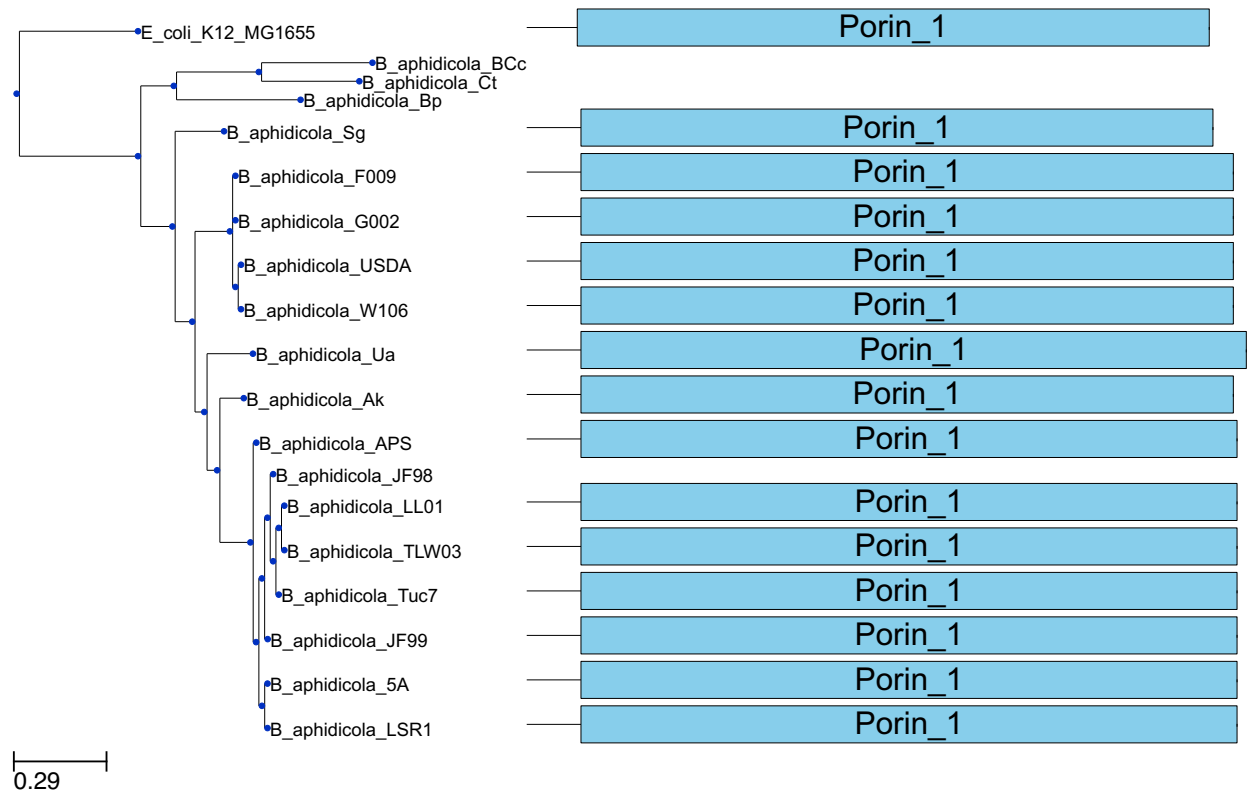 E_coli_K12_MG1655 Porin_1
B_aphidicola_BCc
B_aphidicola_Ct
B_aphidicola_Bp
B_aphidicola_Sg Porin_1
B_aphidicola_F009 Porin_1
B_aphidicola_G002 Porin_1
B_aphidicola_USDA Porin_1
B_aphidicola_W106 Porin_1
B_aphidicola_Ua Porin_1
B_aphidicola_Ak Porin_1
B_aphidicola_APS Porin_1
B_aphidicola_JF98
B_aphidicola_LL01 Porin_1
B_aphidicola_TLW03 Porin_1
B_aphidicola_Tuc7 Porin_1
B_aphidicola_JF99 Porin_1
B_aphidicola_5A Porin_1
B_aphidicola_LSR1 Porin_1
0.29